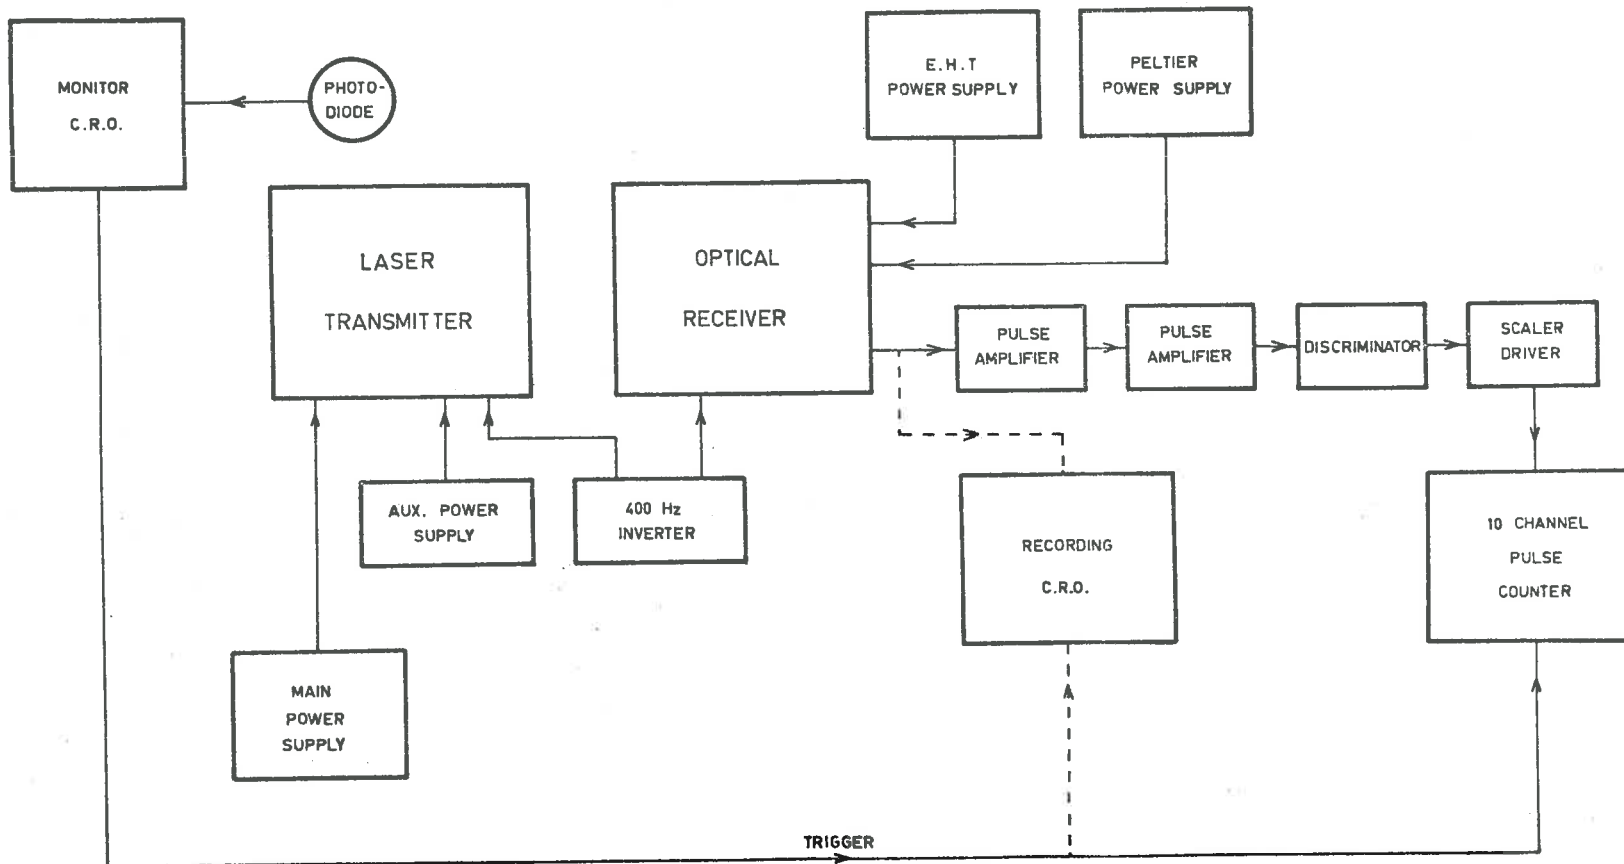 MONITOR
C.R.O.
PHOTO-
DIODE
E.H.T
POWER SUPPLY
PELTIER
POWER SUPPLY
LASER
TRANSMITTER
OPTICAL
RECEIVER
PULSE
AMPLIFIER
PULSE
AMPLIFIER
DISCRIMINATOR
SCALER
DRIVER
AUX. POWER
SUPPLY
400 Hz
INVERTER
RECORDING
C.R.O.
10 CHANNEL
PULSE
COUNTER
MAIN
POWER
SUPPLY
TRIGGER